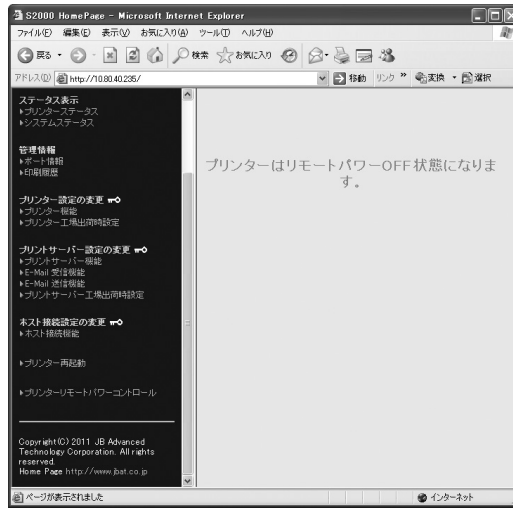 S2000 HomePage - Microsoft Internet Explorer
ファイル(F) 編集(E) 表示(V) お気に入り(A) ツール(T) ヘルプ(H)
戻る 検索 お気に入り
アドレス(D) http://10.80.40.235/ 移動 リンク » 変換 選択
ステータス表示
プリンターステータス
システムステータス
管理情報
ポート情報
印刷履歴
プリンター設定の変更
プリンター機能
プリンター工場出荷時設定
プリントサーバー設定の変更
プリントサーバー機能
E-Mail 受信機能
E-Mail 送信機能
プリントサーバー工場出荷時設定
ホスト接続設定の変更
ホスト接続機能
プリンター再起動
プリンターリモートパワーコントロール
Copyright(C) 2011 JB Advanced
Technology Corporation. All rights
reserved.
Home Page http://www.jbat.co.jp
プリンターはリモートパワーOFF状態になりま
す。
ページが表示されました
インターネット